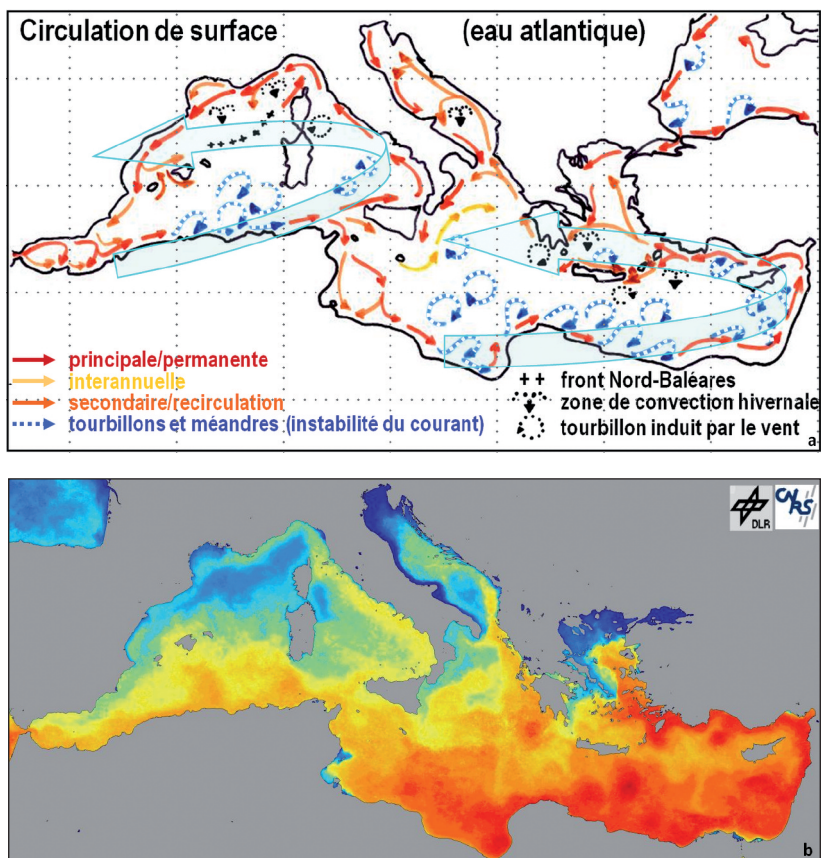 Circulation de surface (eau atlantique)
principale/permanente
interannuelle
secondaire/recirculation
tourbillons et méandres (instabilité du courant)
++ front Nord-Baléares
zone de convection hivernale
tourbillon induit par le vent
a
DLR
CNRS
b